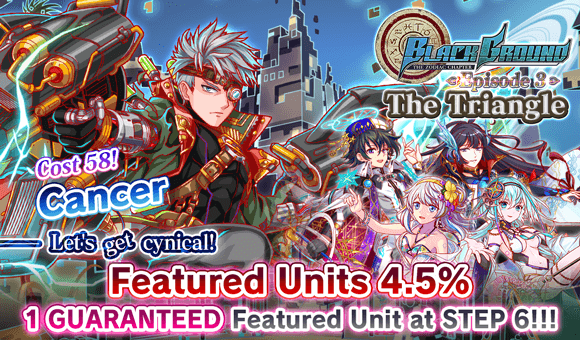 BLACK GROUND
THE ZODIAC CHAPTER
Episode 3
The Triangle
Cost 58!
Cancer
Let's get cynical!
Featured Units 4.5%
1 GUARANTEED Featured Unit at STEP 6!!!